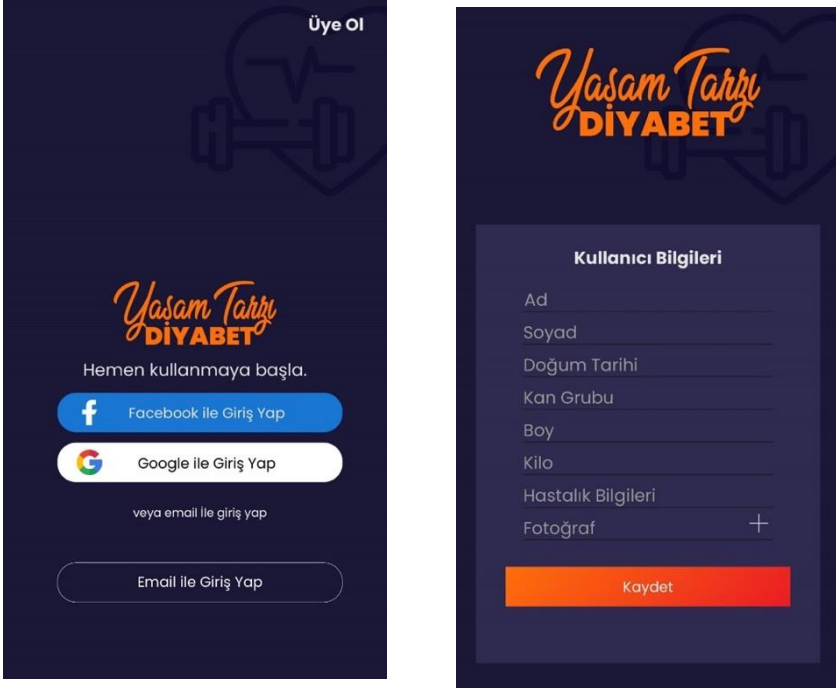 Üye Ol
Yaşam Tarzı
DİYABET
Hemen kullanmaya başla.
Facebook ile Giriş Yap
Google ile Giriş Yap
veya email İle giriş yap
Email ile Giriş Yap
Yaşam Tarzı
DİYABET
Kullanıcı Bilgileri
Ad
Soyad
Doğum Tarihi
Kan Grubu
Boy
Kilo
Hastalık Bilgileri
Fotoğraf +
Kaydet